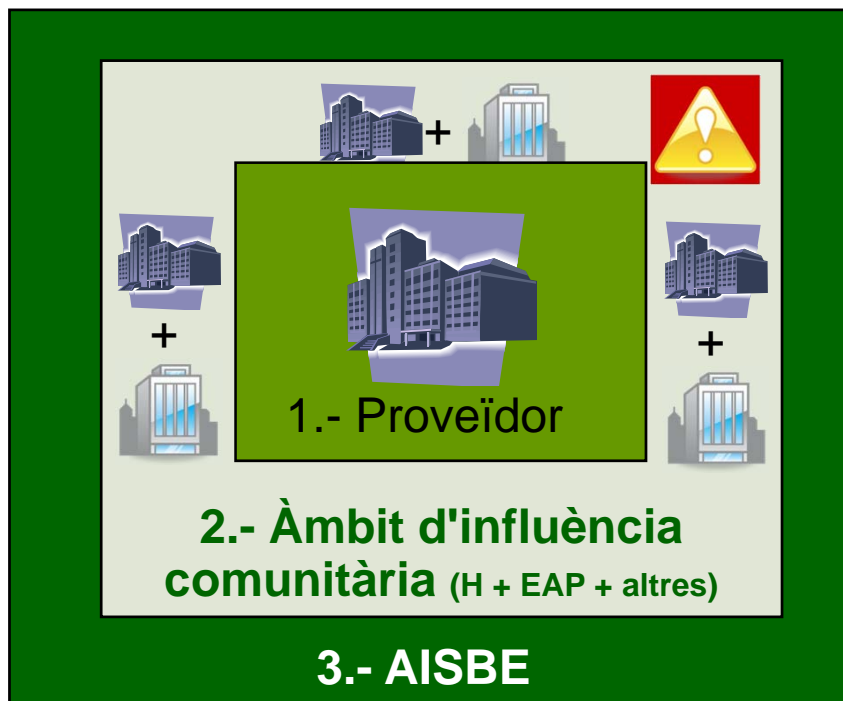 +
+
+
1.- Proveïdor
2.- Àmbit d'influència
comunitària (H + EAP + altres)
3.- AISBE